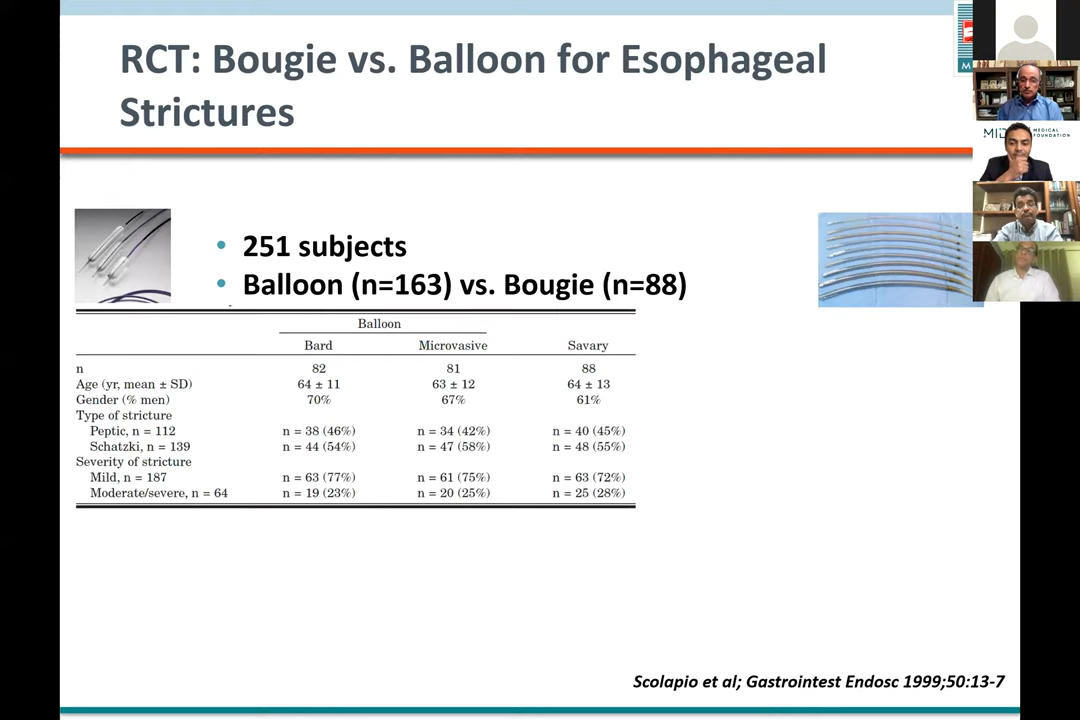 RCT: Bougie vs. Balloon for Esophageal
Strictures
MEDICAL
FOUNDATION
• 251 subjects
• Balloon (n=163) vs. Bougie (n=88)
Balloon
Bard Microvasive Savary
n 82 81 88
Age (yr, mean ± SD) 64 ± 11 63 ± 12 64 ± 13
Gender (% men) 70% 67% 61%
Type of stricture
Peptic, n = 112 n = 38 (46%) n = 34 (42%) n = 40 (45%)
Schatzki, n = 139 n = 44 (54%) n = 47 (58%) n = 48 (55%)
Severity of stricture
Mild, n = 187 n = 63 (77%) n = 61 (75%) n = 63 (72%)
Moderate/severe, n = 64 n = 19 (23%) n = 20 (25%) n = 25 (28%)
Scolapio et al; Gastrointest Endosc 1999;50:13-7